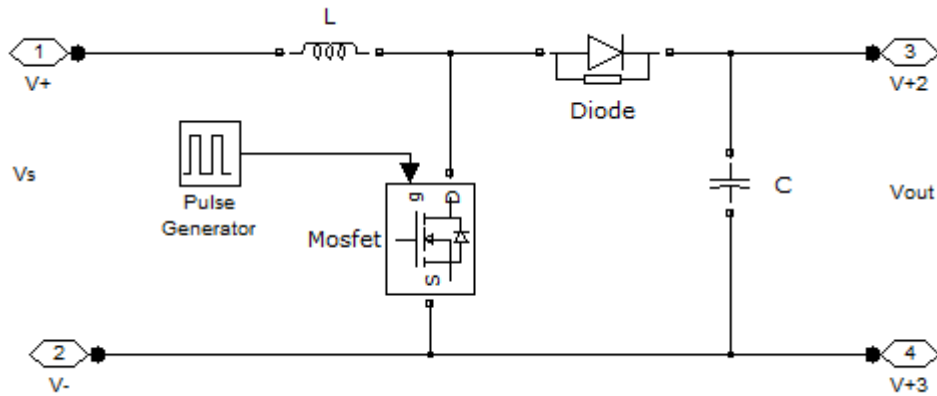 L
1
3
V+
V+2
Diode
Vs
C
Vout
Pulse
Generator
g
D
Mosfet
S
2
4
V-
V+3